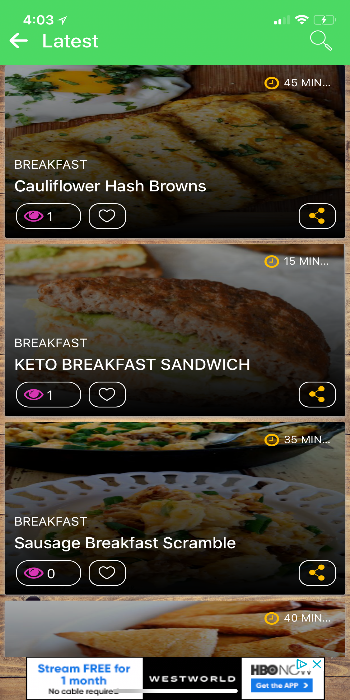 4:03
Latest
45 MIN...
BREAKFAST
Cauliflower Hash Browns
1
15 MIN...
BREAKFAST
KETO BREAKFAST SANDWICH
1
35 MIN...
BREAKFAST
Sausage Breakfast Scramble
0
40 MIN...
Stream FREE for
1 month
No cable required
WESTWORLD
HBO NOW
Get the APP >